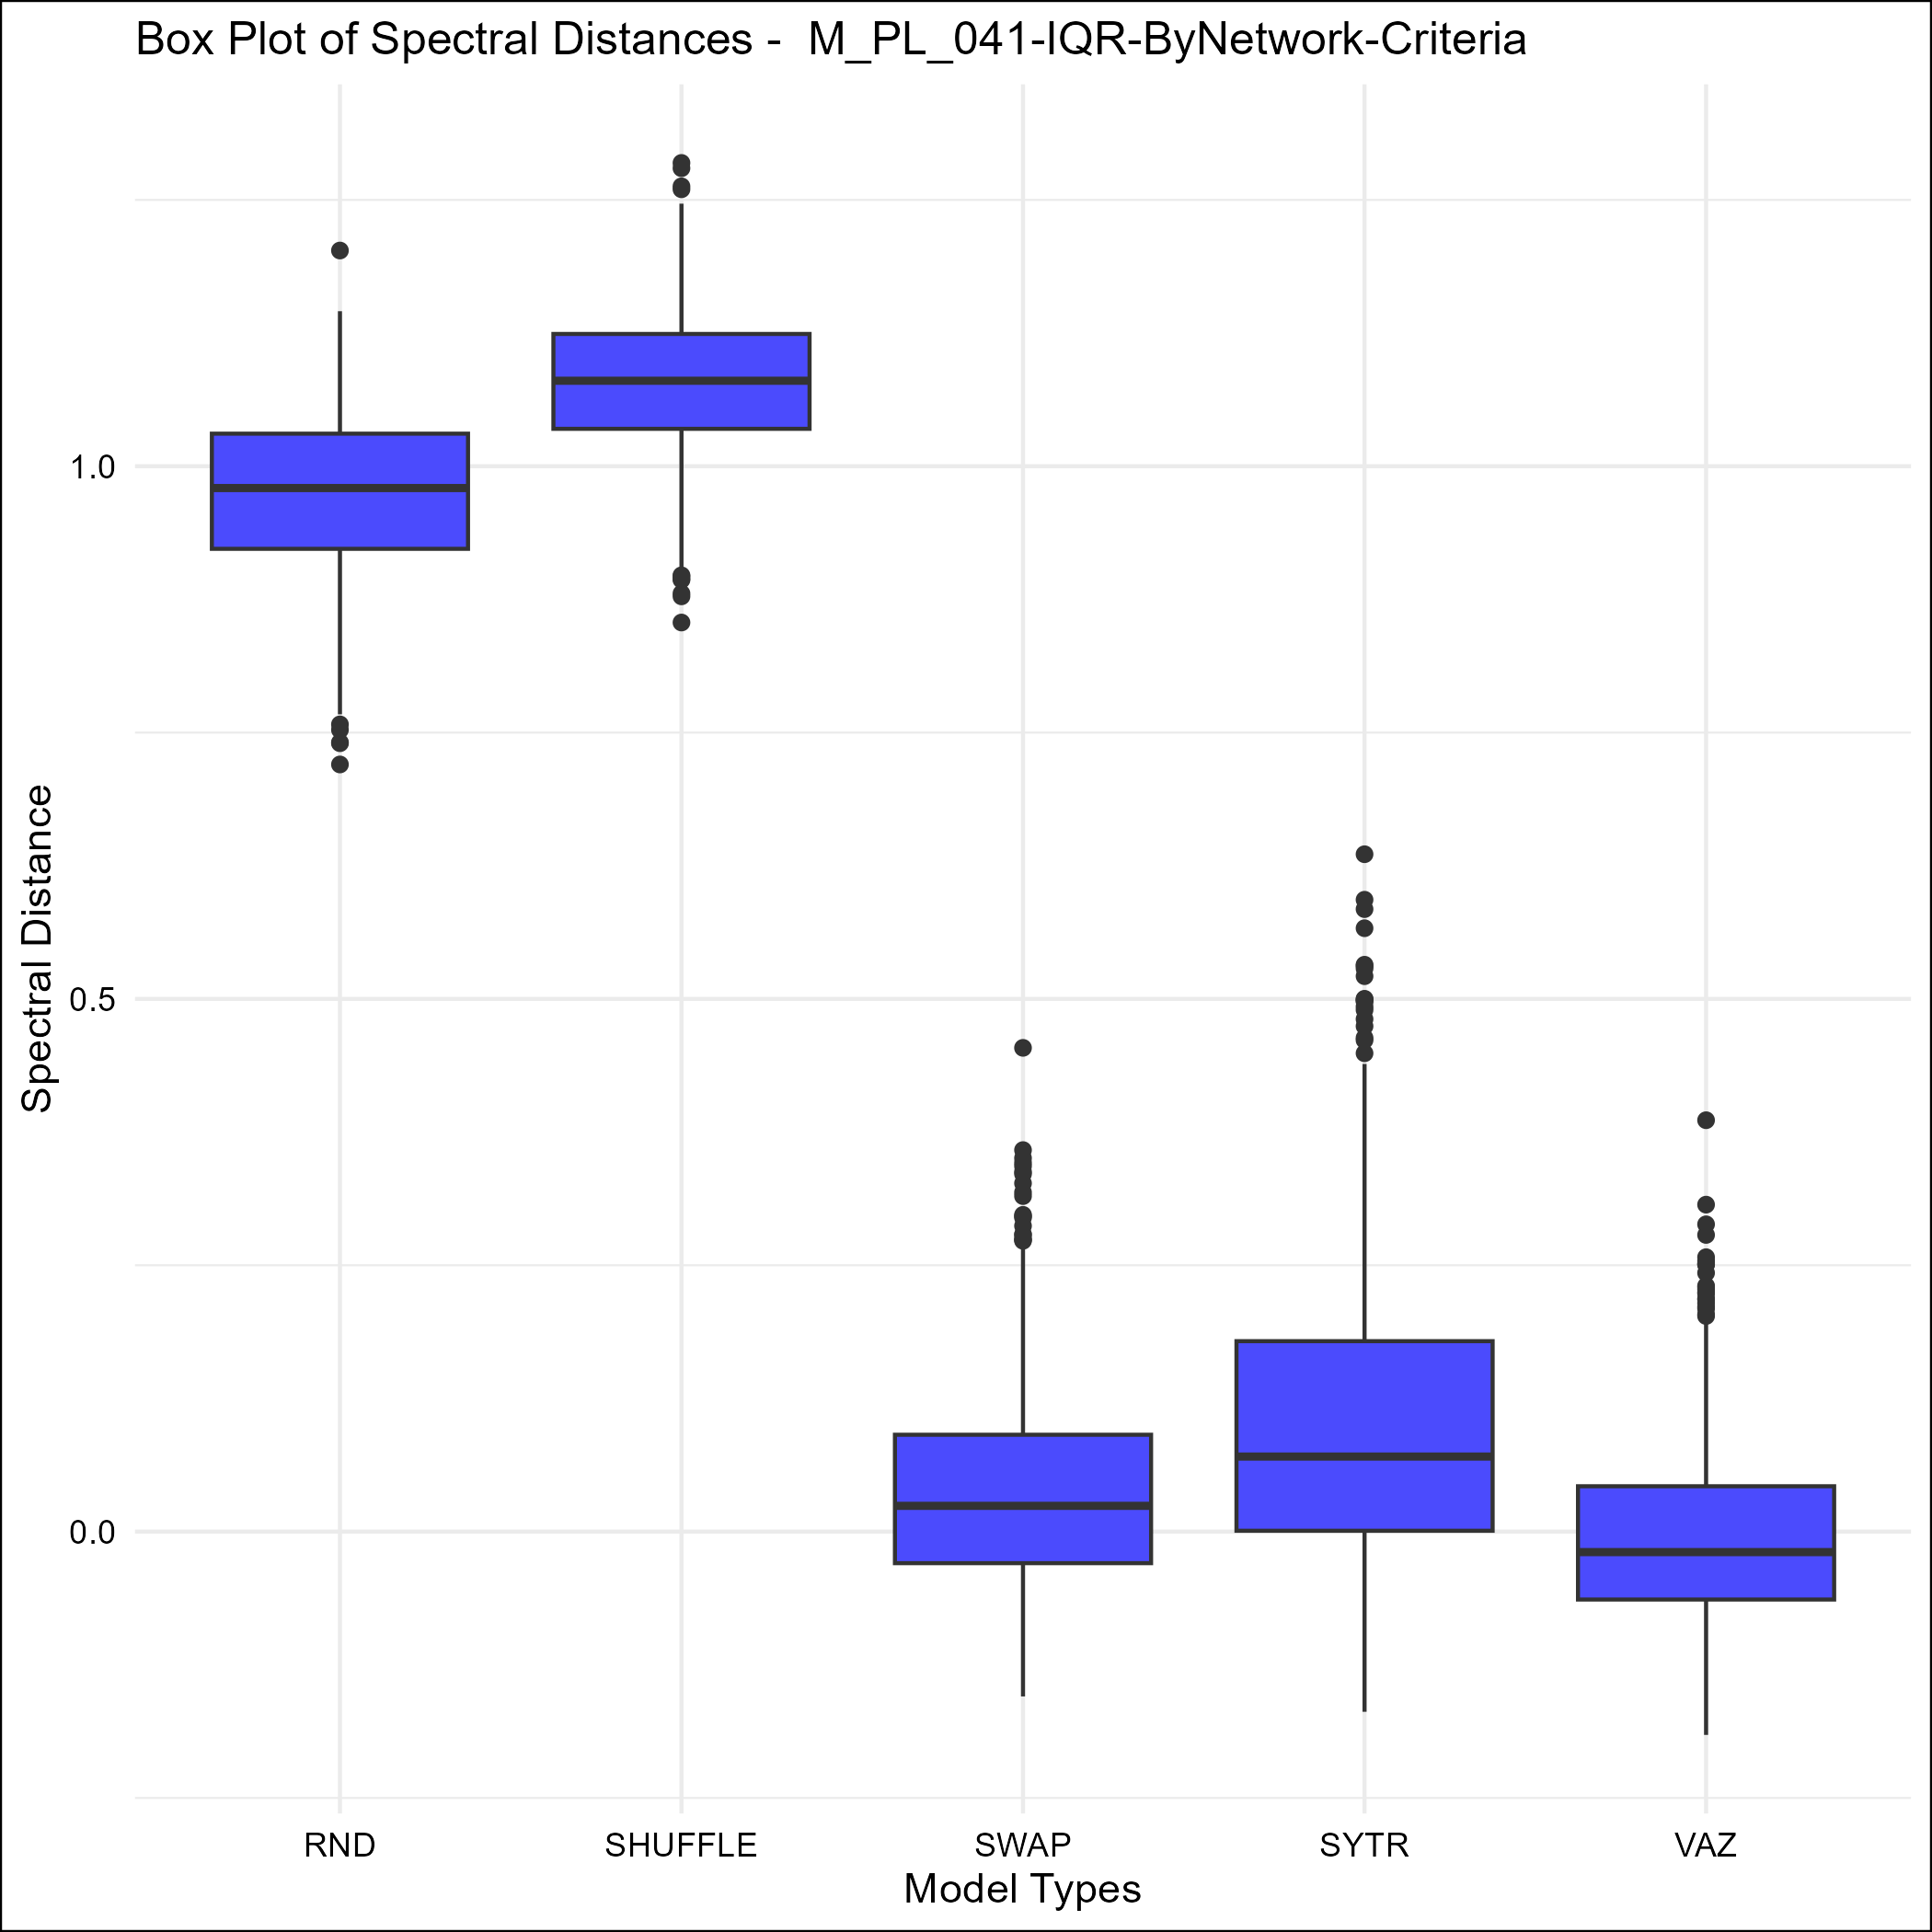 Box Plot of Spectral Distances -  M_PL_041-IQR-ByNetwork-Criteria
Spectral Distance
1.0
0.5
0.0
RND SHUFFLE SWAP SYTR VAZ
Model Types